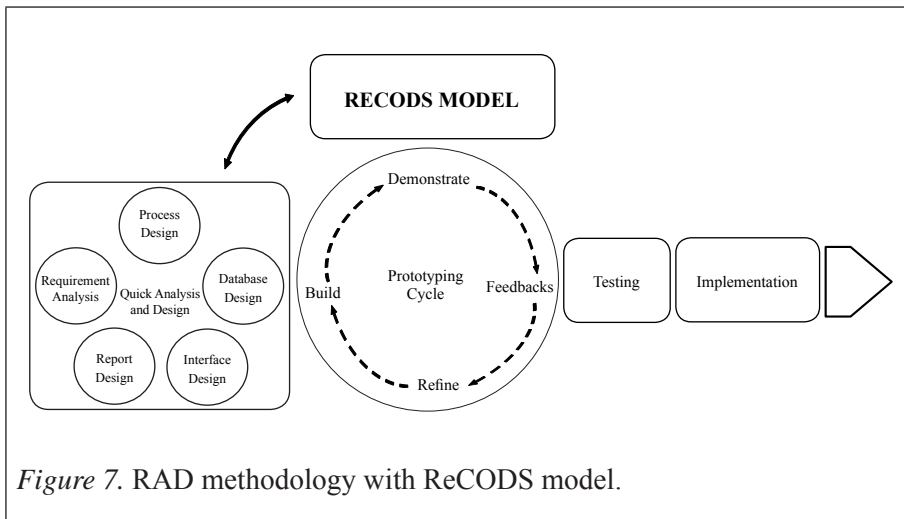 RECODS MODEL
Process
Design
Requirement
Analysis
Quick Analysis
and Design
Database
Design
Report
Design
Interface
Design
Demonstrate
Build
Prototyping
Cycle
Feedbacks
Refine
Testing
Implementation
Figure 7. RAD methodology with ReCODS model.